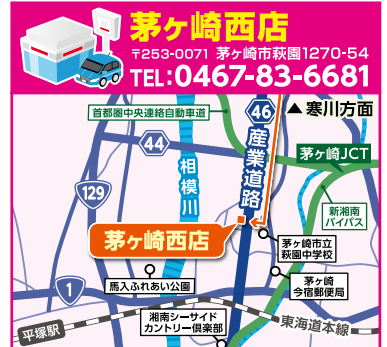 茅ヶ崎西店
〒253-0071 茅ヶ崎市萩園1270-54
TEL:0467-83-6681
首都圏中央連絡自動車道
46
▲寒川方面
44
産業道路
茅ヶ崎JCT
相模川
129
新湘南
バイパス
茅ヶ崎西店
茅ヶ崎市立
萩園中学校
馬入ふれあい公園
茅ヶ崎
今宿郵便局
1
湘南シーサイド
カントリー倶楽部
平塚駅
東海道本線